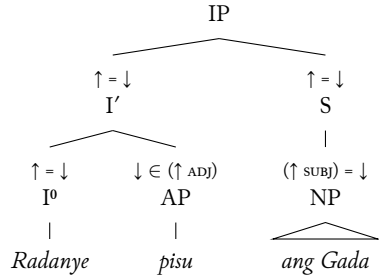 IP
↑ = ↓ ↑ = ↓
I′ S
↑ = ↓ ↓ ∈ (↑ ADJ) (↑ SUBJ) = ↓
I⁰ AP NP
Radanye pisu ang Gada